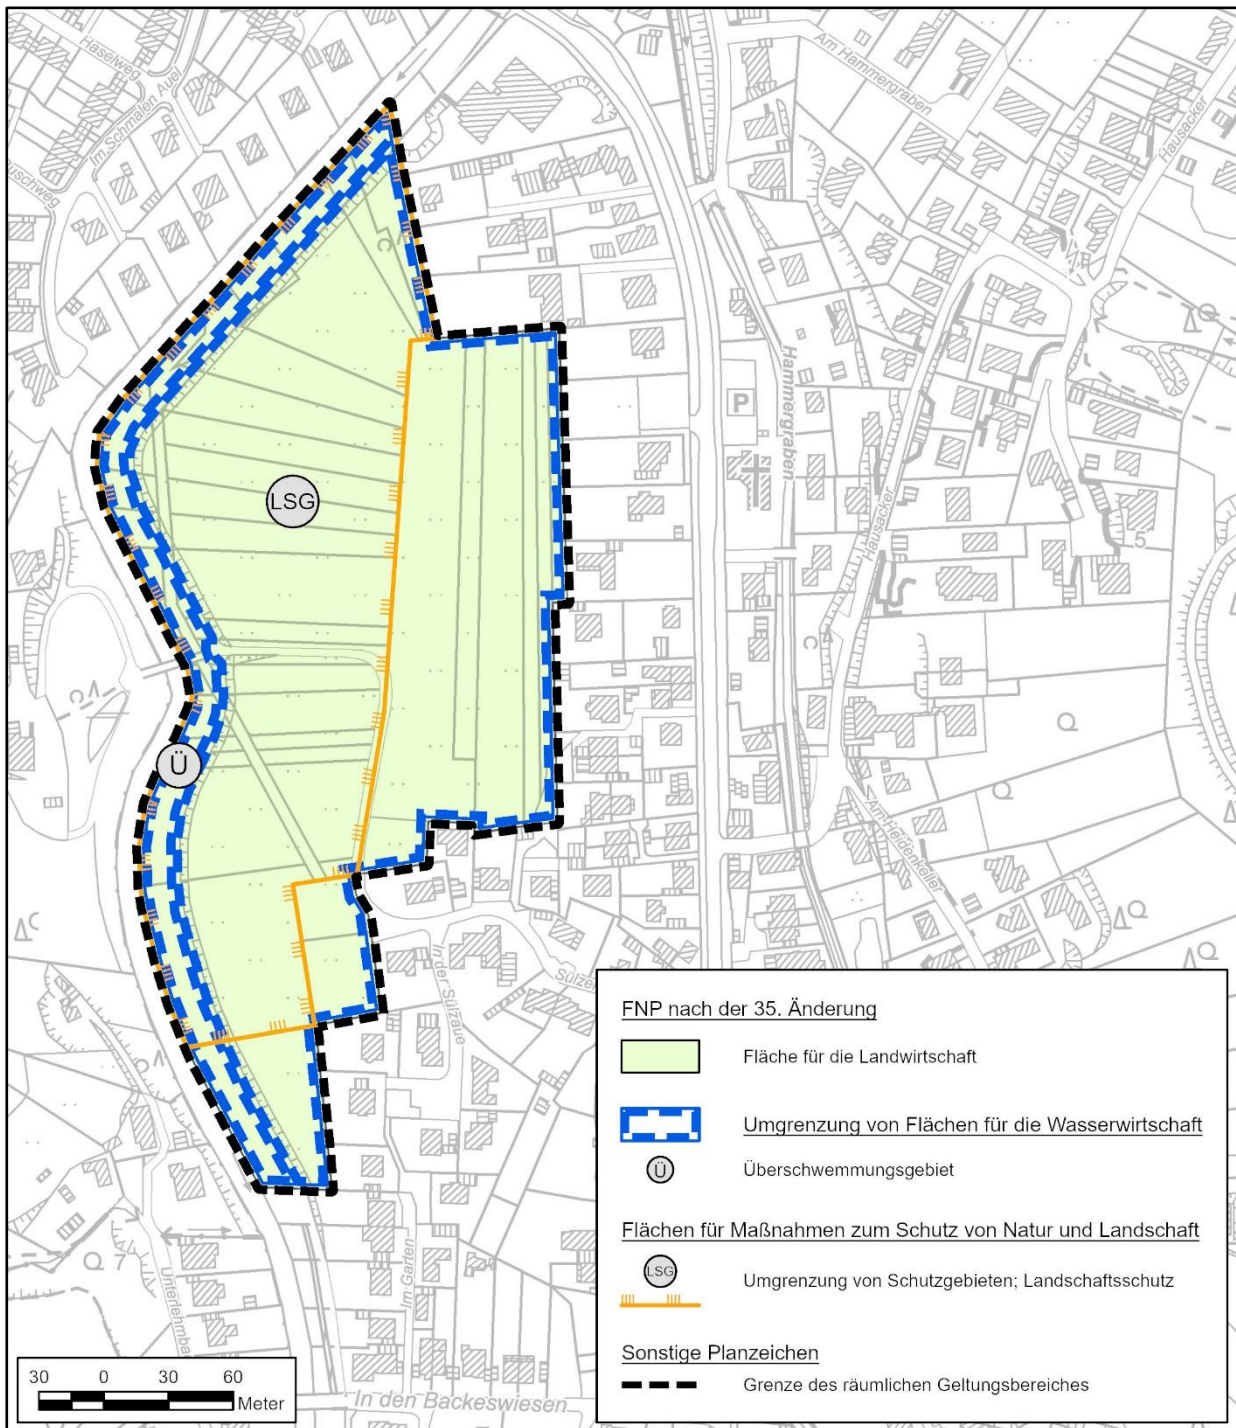 Haselweg
Im Schmaler Auel
Am Hammergraben
Hausacker
P
Hammergraben
LSG
Hausacker
5
Ü
Am Heidenkeller
In der Sülzaue
Q 7
Unterlehmbac
Im Garten
In den Backeswiesen
30 0 30 60
Meter
FNP nach der 35. Änderung
Fläche für die Landwirtschaft
Umgrenzung von Flächen für die Wasserwirtschaft
Ü Überschwemmungsgebiet
Flächen für Maßnahmen zum Schutz von Natur und Landschaft
LSG Umgrenzung von Schutzgebieten; Landschaftsschutz
Sonstige Planzeichen
Grenze des räumlichen Geltungsbereiches